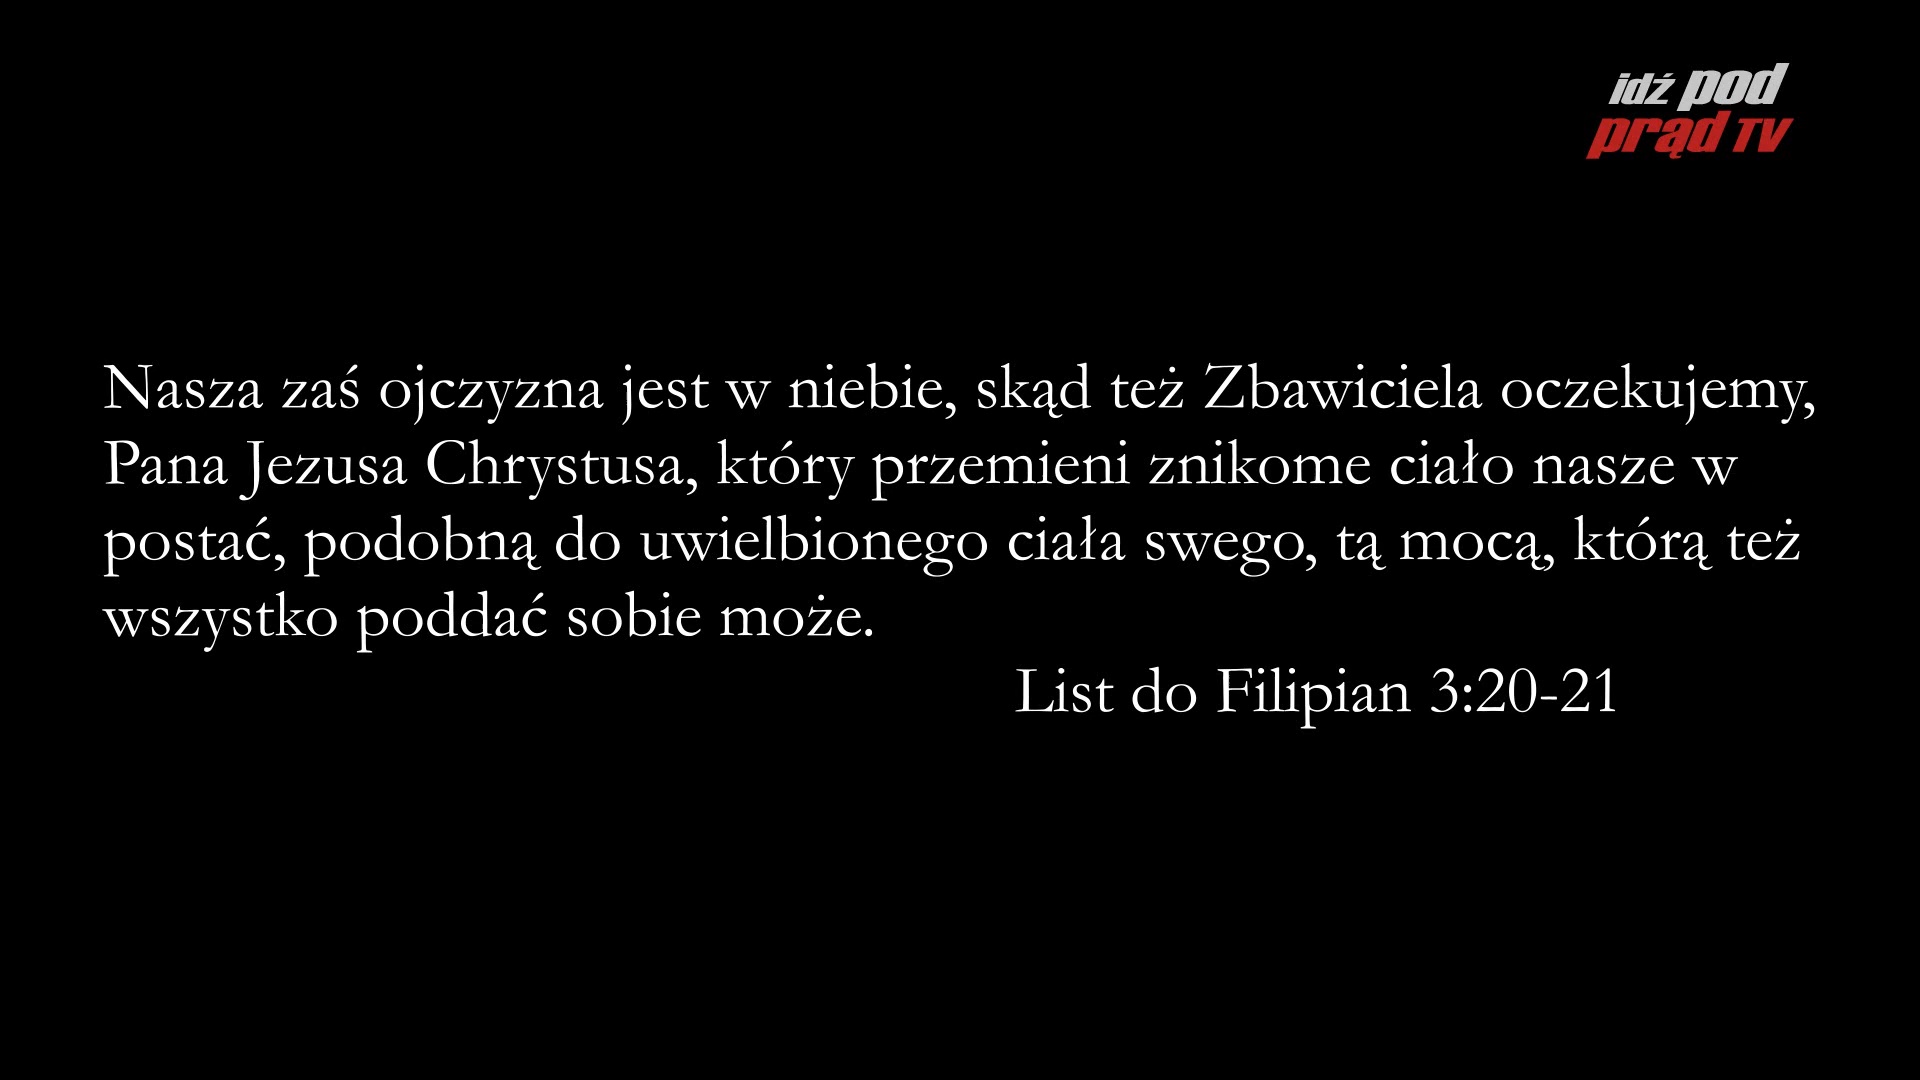 idź pod
prąd TV
Nasza zaś ojczyzna jest w niebie, skąd też Zbawiciela oczekujemy,
Pana Jezusa Chrystusa, który przemieni znikome ciało nasze w
postać, podobną do uwielbionego ciała swego, tą mocą, którą też
wszystko poddać sobie może.
List do Filipian 3:20-21